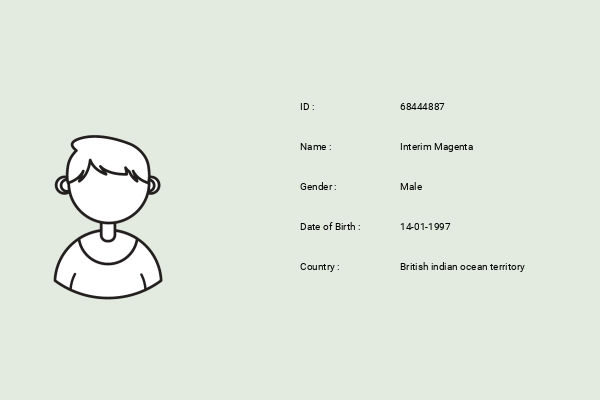 ID : 68444887
Name : Interim Magenta
Gender : Male
Date of Birth : 14-01-1997
Country : British indian ocean territory